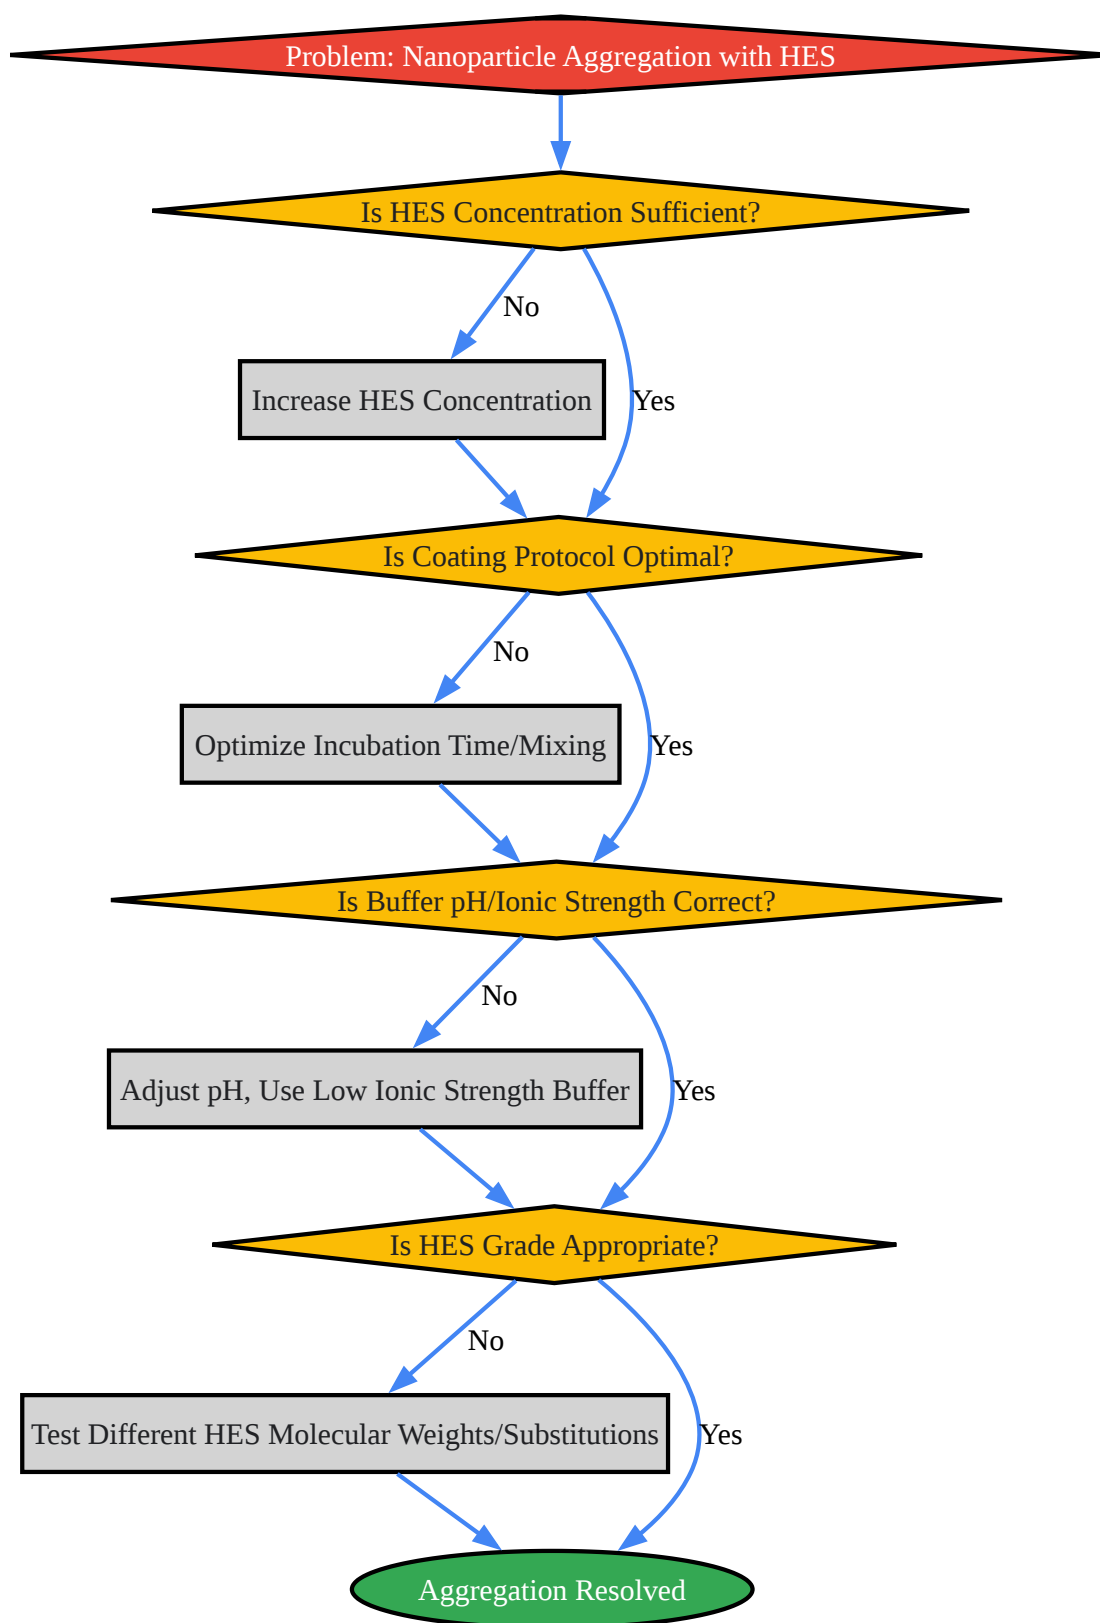 Problem: Nanoparticle Aggregation with HES
Is HES Concentration Sufficient?
No
Increase HES Concentration
Yes
Is Coating Protocol Optimal?
No
Optimize Incubation Time/Mixing
Yes
Is Buffer pH/Ionic Strength Correct?
No
Adjust pH, Use Low Ionic Strength Buffer
Yes
Is HES Grade Appropriate?
No
Test Different HES Molecular Weights/Substitutions
Yes
Aggregation Resolved